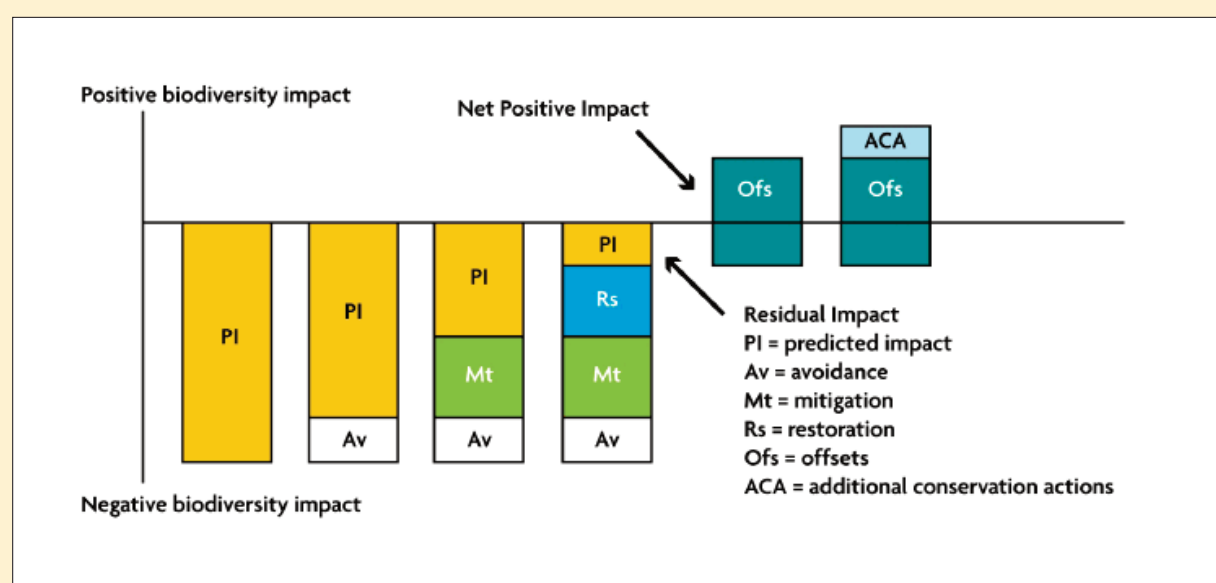 Positive biodiversity impact
Net Positive Impact
ACA
Ofs
Ofs
PI
PI
PI
PI
Rs
Mt
Mt
Av
Av
Av
Residual Impact
PI = predicted impact
Av = avoidance
Mt = mitigation
Rs = restoration
Ofs = offsets
ACA = additional conservation actions
Negative biodiversity impact